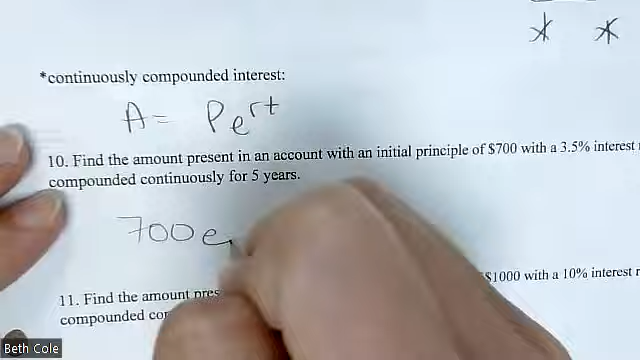 *continuously compounded interest:
A = Pe^rt
10. Find the amount present in an account with an initial principle of $700 with a 3.5% interest
compounded continuously for 5 years.
700e
11. Find the amount pres $1000 with a 10% interest
compounded co
Beth Cole